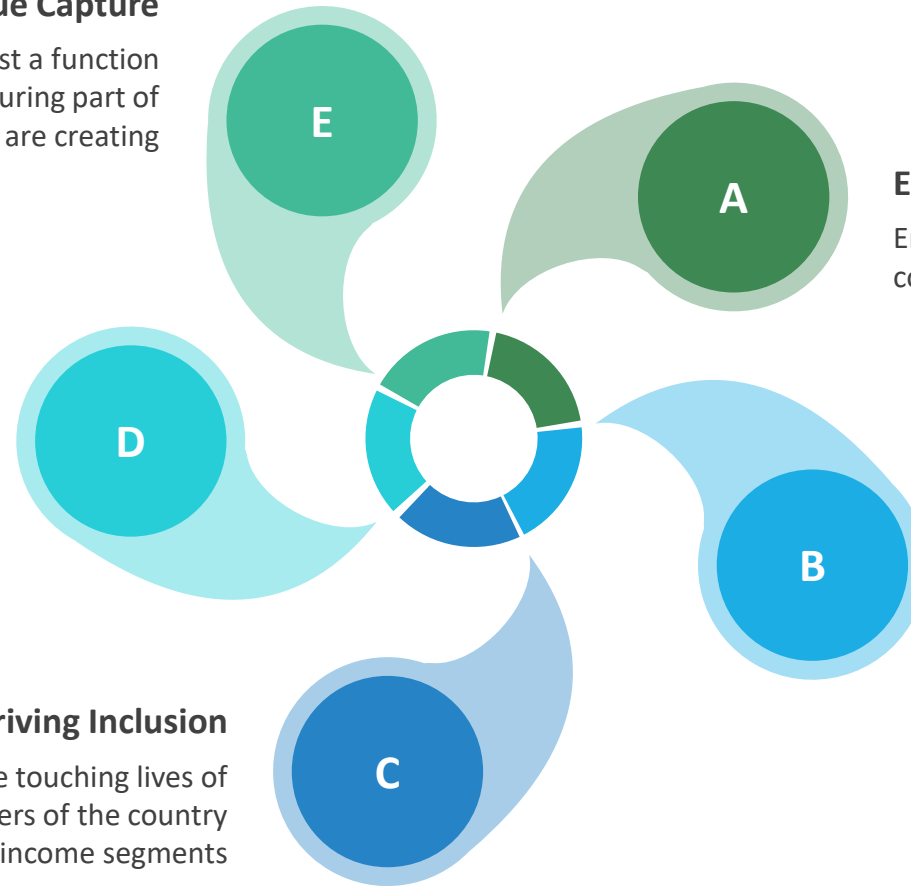 ue Capture
st a function
uring part of
are creating
E
A
E
Er
co
D
B
riving Inclusion
e touching lives of
ers of the country
income segments
C